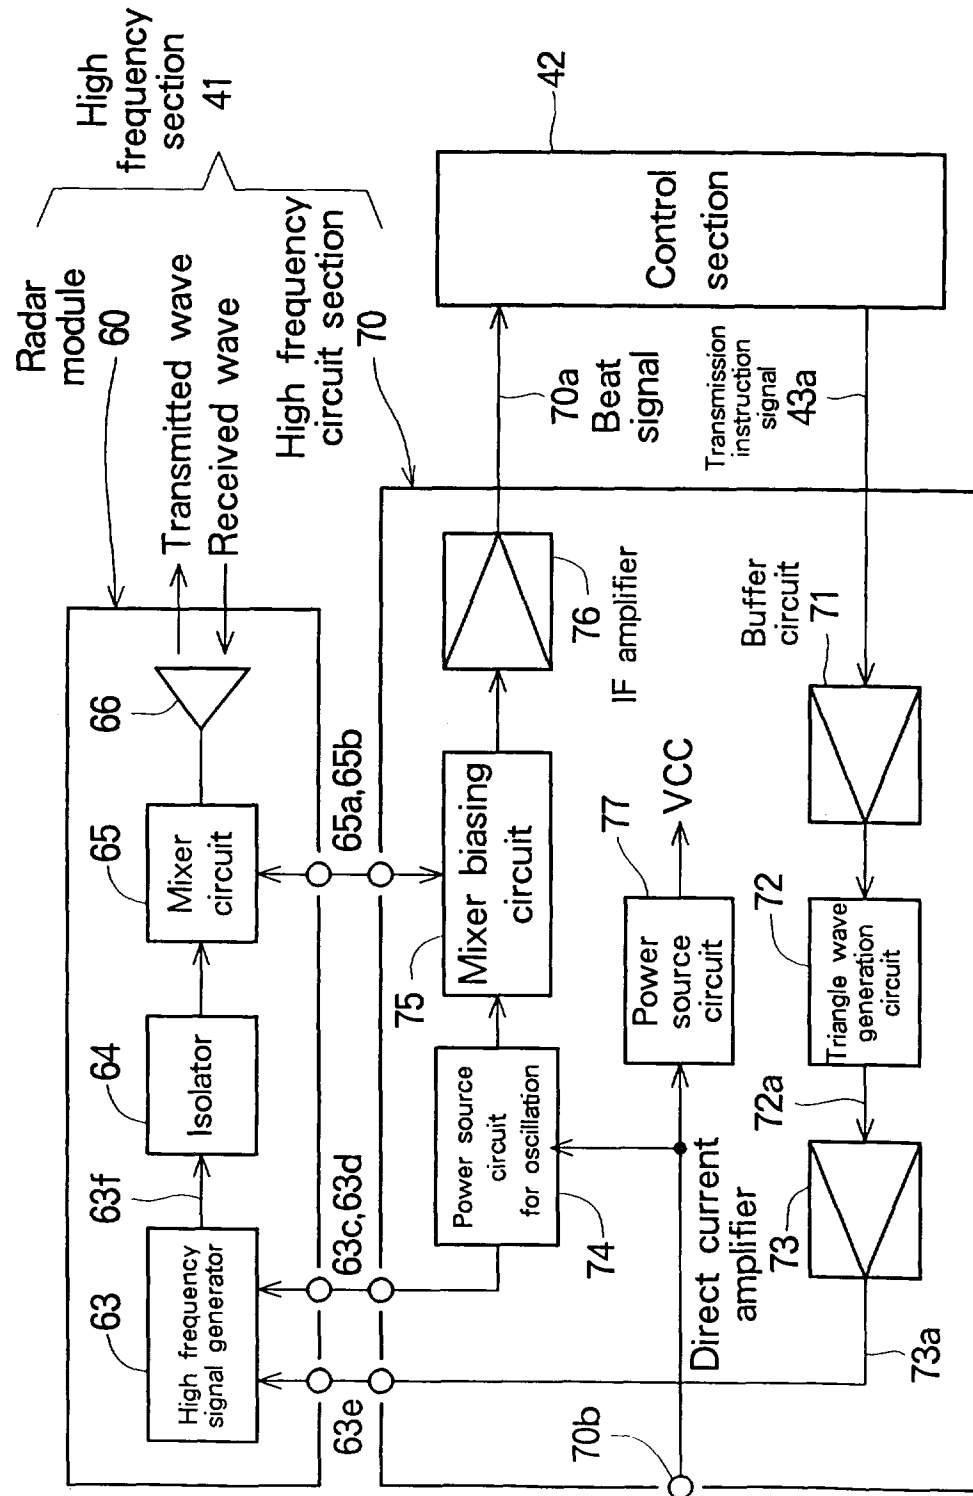 High
frequency
section
41
Radar
module
60
Transmitted wave
Received wave
High frequency
circuit section
70
63
High frequency
signal generator
63f
64
Isolator
65
Mixer
circuit
66
63e
63c,63d
65a,65b
74
Power source
circuit
for oscillation
75
Mixer biasing
circuit
76
IF amplifier
70a
Beat
signal
42
Control
section
70b
77
Power
source
circuit
VCC
Direct current
amplifier
73
73a
72a
72
Triangle wave
generation
circuit
Buffer
circuit
71
Transmission
instruction
signal
43a